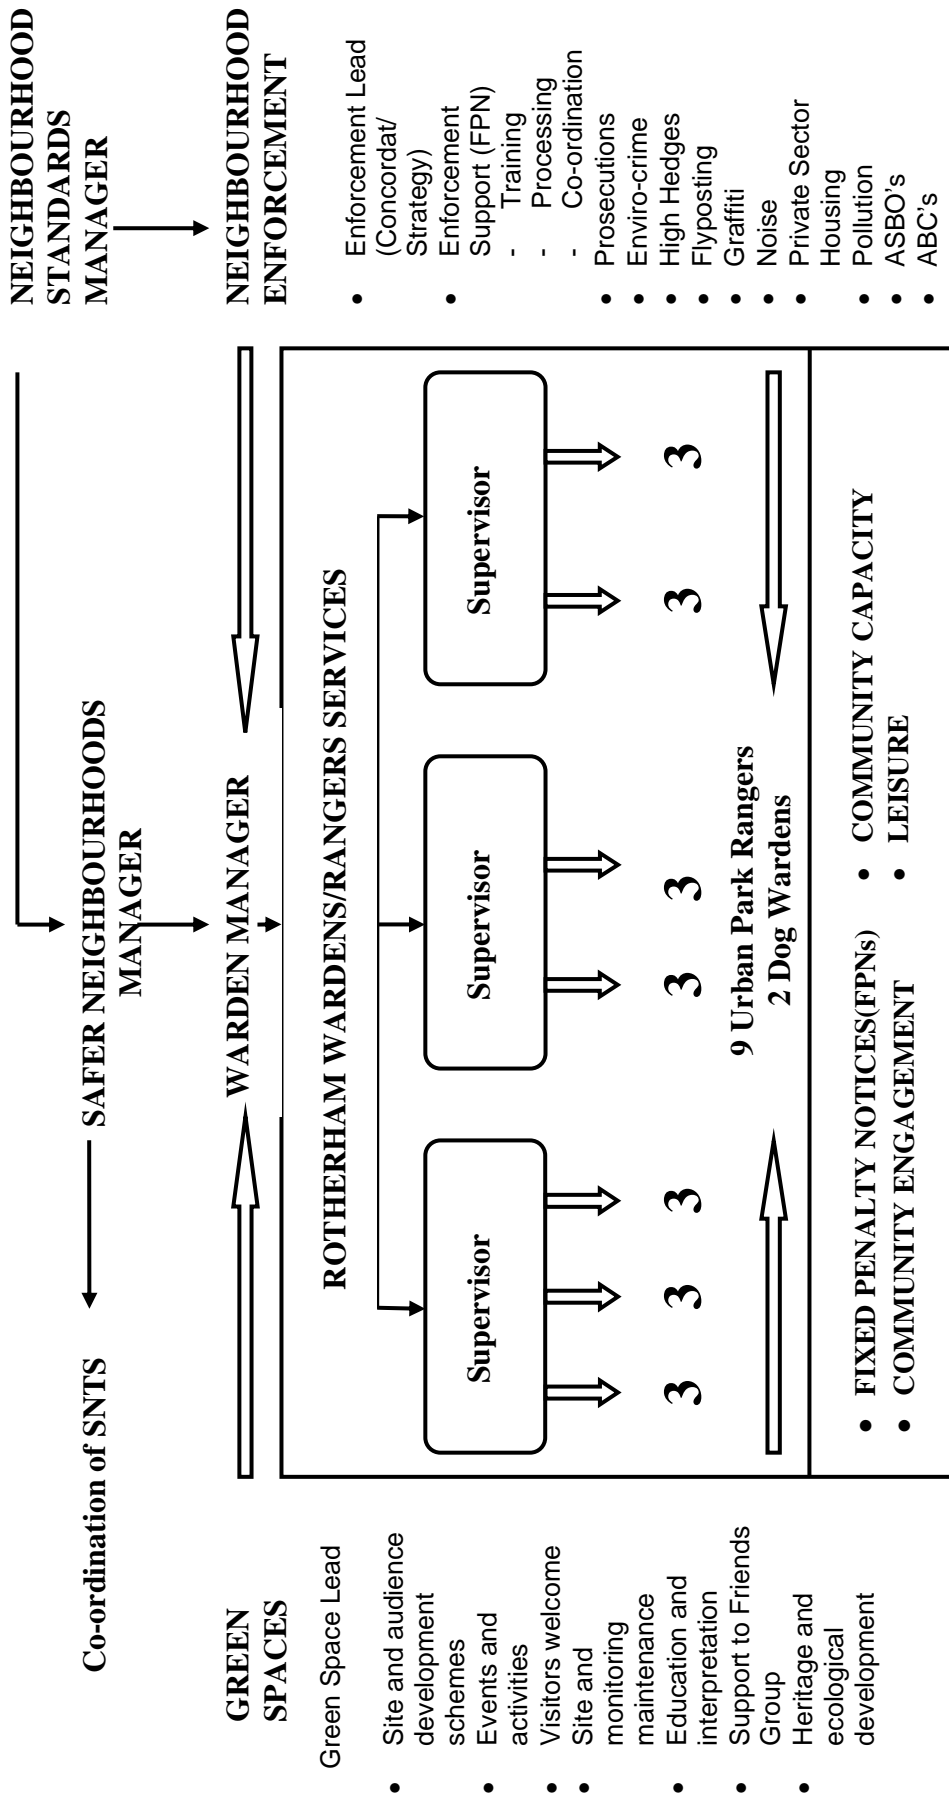 NEIGHBOURHOOD
STANDARDS
MANAGER
SAFER NEIGHBOURHOODS
MANAGER
Co-ordination of SNTS
GREEN
SPACES
WARDEN MANAGER
NEIGHBOURHOOD
ENFORCEMENT
Green Space Lead
• Site and audience
development
schemes
• Events and
activities
• Visitors welcome
• Site and
monitoring
maintenance
• Education and
interpretation
• Support to Friends
Group
• Heritage and
ecological
development
ROTHERHAM WARDENS/RANGERS SERVICES
Supervisor
Supervisor
Supervisor
3 3 3 3 3 3 3
9 Urban Park Rangers
2 Dog Wardens
• FIXED PENALTY NOTICES(FPNs)
• COMMUNITY ENGAGEMENT
• COMMUNITY CAPACITY
• LEISURE
• Enforcement Lead
(Concordat/
Strategy)
• Enforcement
Support (FPN)
- Training
- Processing
- Co-ordination
• Prosecutions
• Enviro-crime
• High Hedges
• Flyposting
• Graffiti
• Noise
• Private Sector
Housing
• Pollution
• ASBO's
• ABC's